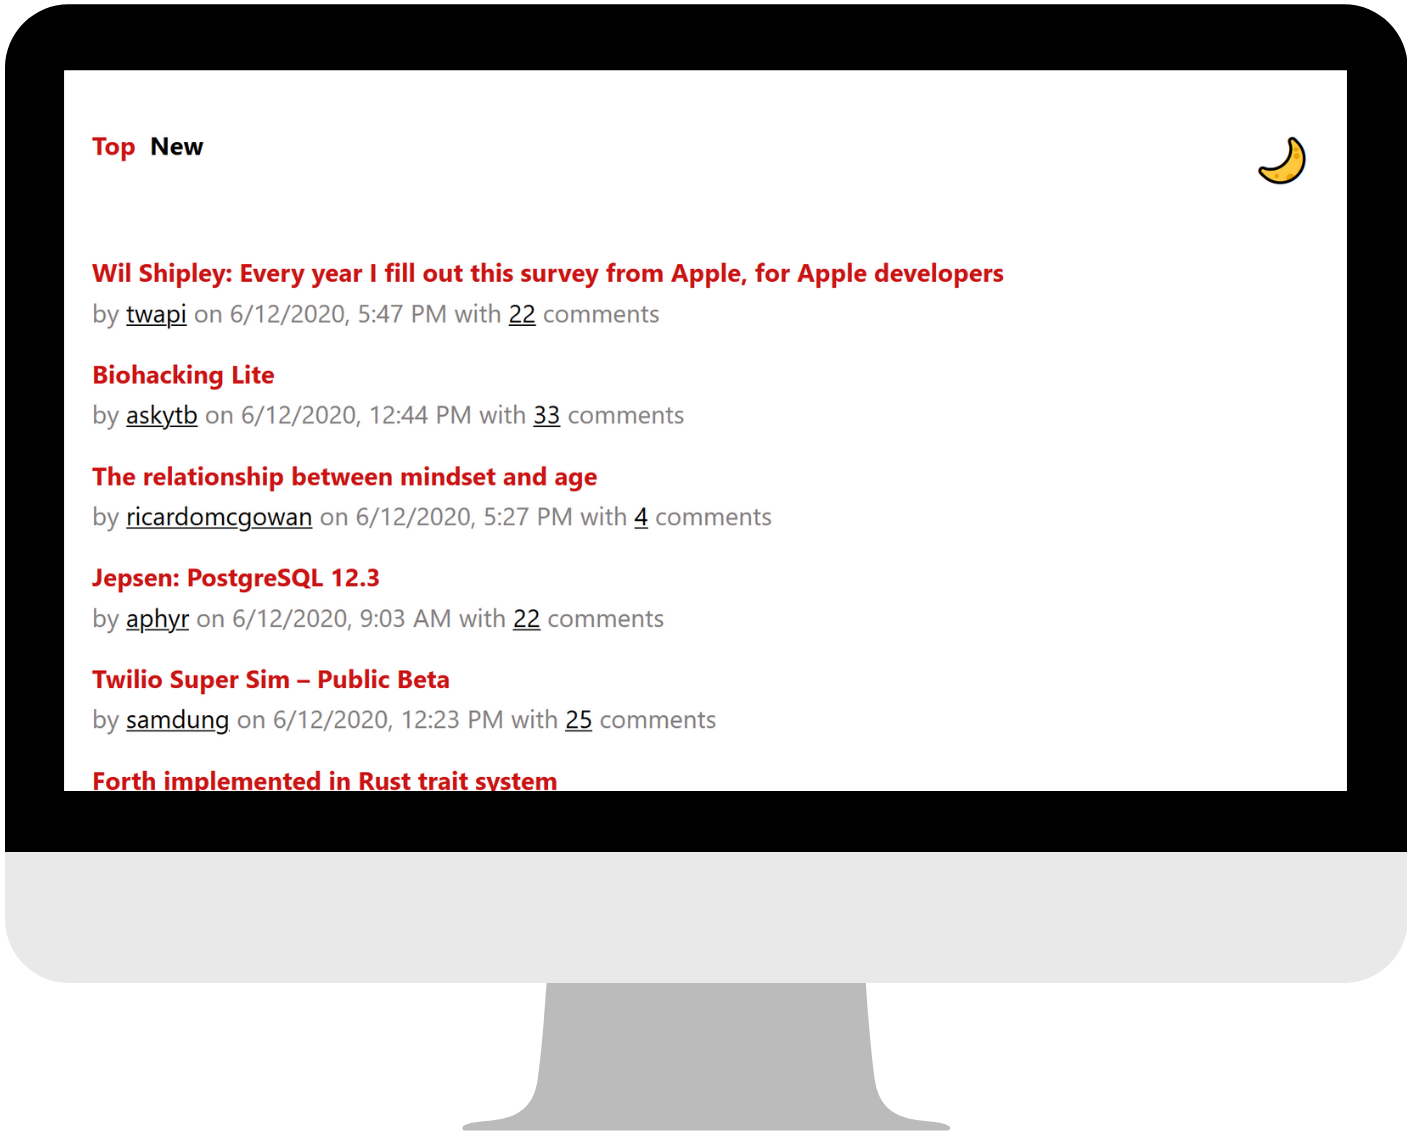 Top New
Wil Shipley: Every year I fill out this survey from Apple, for Apple developers
by twapi on 6/12/2020, 5:47 PM with 22 comments
Biohacking Lite
by askytb on 6/12/2020, 12:44 PM with 33 comments
The relationship between mindset and age
by ricardomcgowan on 6/12/2020, 5:27 PM with 4 comments
Jepsen: PostgreSQL 12.3
by aphyr on 6/12/2020, 9:03 AM with 22 comments
Twilio Super Sim – Public Beta
by samdung on 6/12/2020, 12:23 PM with 25 comments
Forth implemented in Rust trait system